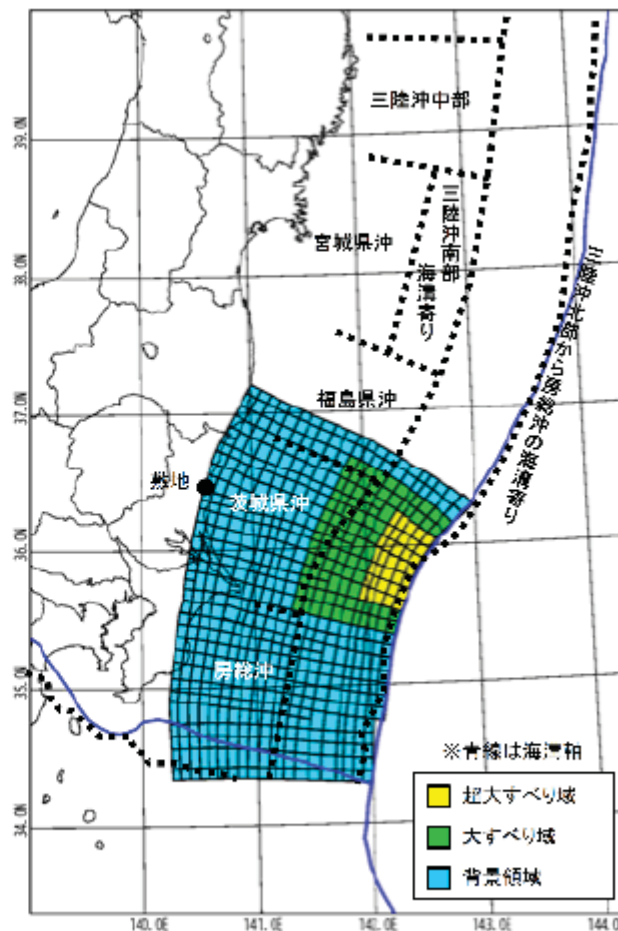 39.0N
38.0N
37.0N
36.0N
35.0N
34.0N
三陸沖中部
宮城県沖
三陸沖南部
海溝寄り
福島県沖
三陸沖北部から房総沖の海溝寄り
敷地
茨城県沖
房総沖
※青線は海溝軸
超大すべり域
大すべり域
背景領域
140.0E
141.0E
142.0E
143.0E
144.0E